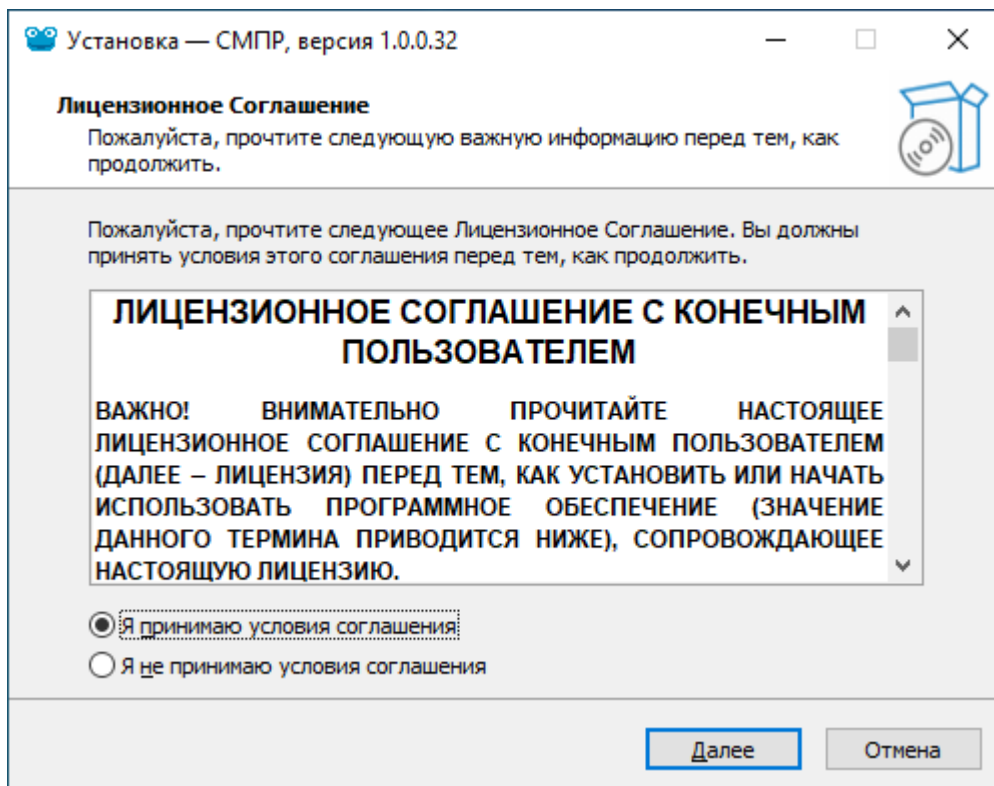 Установка — СМПР, версия 1.0.0.32
Лицензионное Соглашение
Пожалуйста, прочтите следующую важную информацию перед тем, как
продолжить.
Пожалуйста, прочтите следующее Лицензионное Соглашение. Вы должны
принять условия этого соглашения перед тем, как продолжить.
ЛИЦЕНЗИОННОЕ СОГЛАШЕНИЕ С КОНЕЧНЫМ
ПОЛЬЗОВАТЕЛЕМ
ВАЖНО! ВНИМАТЕЛЬНО ПРОЧИТАЙТЕ НАСТОЯЩЕЕ
ЛИЦЕНЗИОННОЕ СОГЛАШЕНИЕ С КОНЕЧНЫМ ПОЛЬЗОВАТЕЛЕМ
(ДАЛЕЕ – ЛИЦЕНЗИЯ) ПЕРЕД ТЕМ, КАК УСТАНОВИТЬ ИЛИ НАЧАТЬ
ИСПОЛЬЗОВАТЬ ПРОГРАММНОЕ ОБЕСПЕЧЕНИЕ (ЗНАЧЕНИЕ
ДАННОГО ТЕРМИНА ПРИВОДИТСЯ НИЖЕ), СОПРОВОЖДАЮЩЕЕ
НАСТОЯЩУЮ ЛИЦЕНЗИЮ.
Я принимаю условия соглашения
Я не принимаю условия соглашения
Далее
Отмена